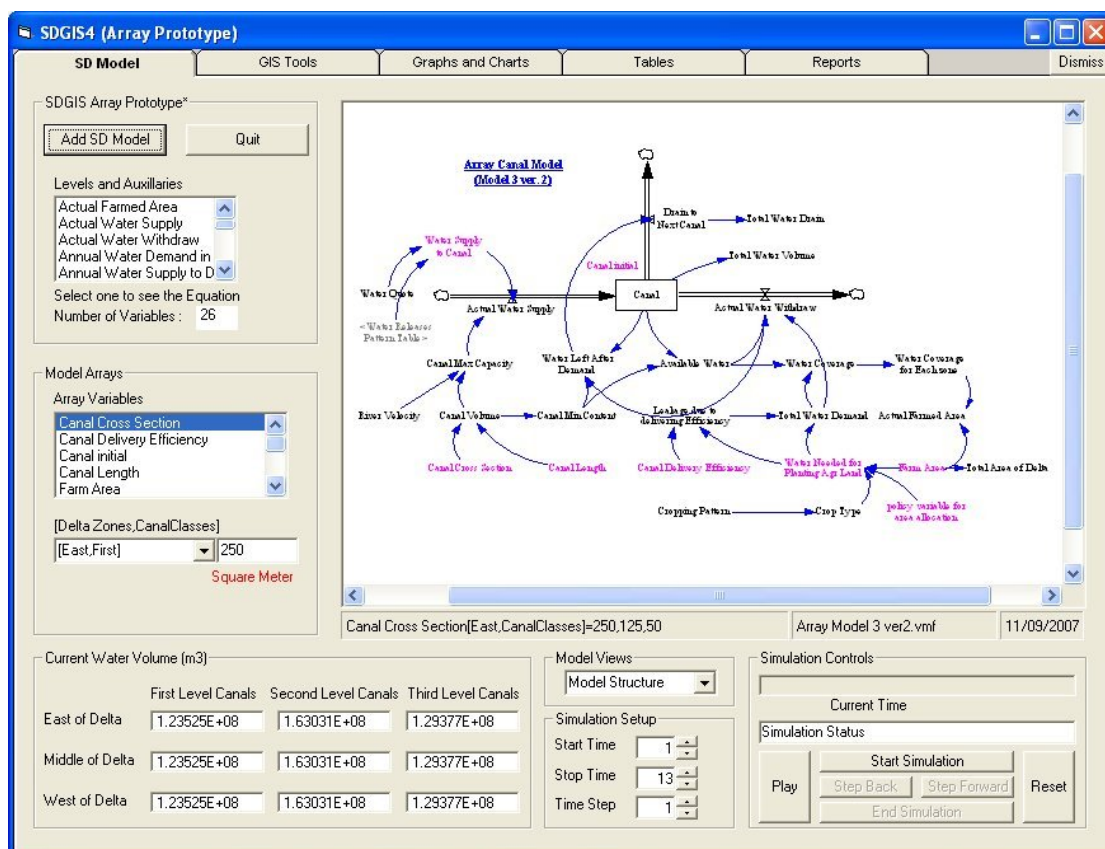 SDGIS4 (Array Prototype)
SD Model
GIS Tools
Graphs and Charts
Tables
Reports
Dismiss
SDGIS Array Prototype*
Add SD Model
Quit
Levels and Auxillaries
Actual Farmed Area
Actual Water Supply
Actual Water Withdraw
Annual Water Demand in
Annual Water Supply to D
Select one to see the Equation
Number of Variables : 26
Model Arrays
Array Variables
Canal Cross Section
Canal Delivery Efficiency
Canal initial
Canal Length
Farm Area
[Delta Zones,CanalClasses]
[East,First] 250
Square Meter
Array Canal Model
(Model 3 ver. 2)
Drain to
Next Canal
Total Water Drain
Water Supply
to Canal
Canal initial
Total Water Volume
Water Quote
Canal
Actual Water Supply
Actual Water Withdraw
<Water Releases
Pattern Table>
Canal Max Capacity
Water Left After
Demand
Available Water
Water Coverage
Water Coverage
for Each zone
River Velocity
Canal Volume
Canal Min Content
Leakage due to
delivering Efficiency
Total Water Demand
Actual Farmed Area
Canal Cross Section
Canal Length
Canal Delivery Efficiency
Water Needed for
Planting Agr Land
Farm Area
Total Area of Delta
Cropping Pattern
Crop Type
policy variable for
area allocation
Canal Cross Section[East,CanalClasses]=250,125,50
Array Model 3 ver2.vmf
11/09/2007
Current Water Volume (m3)
First Level Canals Second Level Canals Third Level Canals
East of Delta 1.23525E+08 1.63031E+08 1.29377E+08
Middle of Delta 1.23525E+08 1.63031E+08 1.29377E+08
West of Delta 1.23525E+08 1.63031E+08 1.29377E+08
Model Views
Model Structure
Simulation Setup
Start Time 1
Stop Time 13
Time Step 1
Simulation Controls
Current Time
Simulation Status
Play
Start Simulation
Step Back
Step Forward
End Simulation
Reset